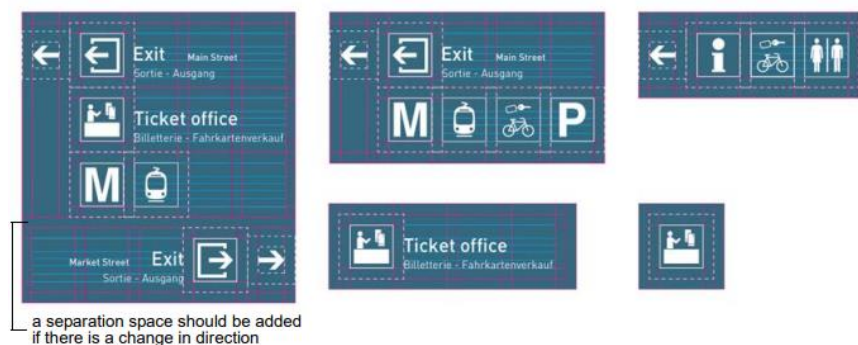 Exit Main Street
Sortie - Ausgang
Ticket office
Billetterie - Fahrkartenverkauf
M
Market Street Exit
Sortie - Ausgang
a separation space should be added
if there is a change in direction
Exit Main Street
Sortie - Ausgang
M P
Ticket office
Billetterie - Fahrkartenverkauf
i